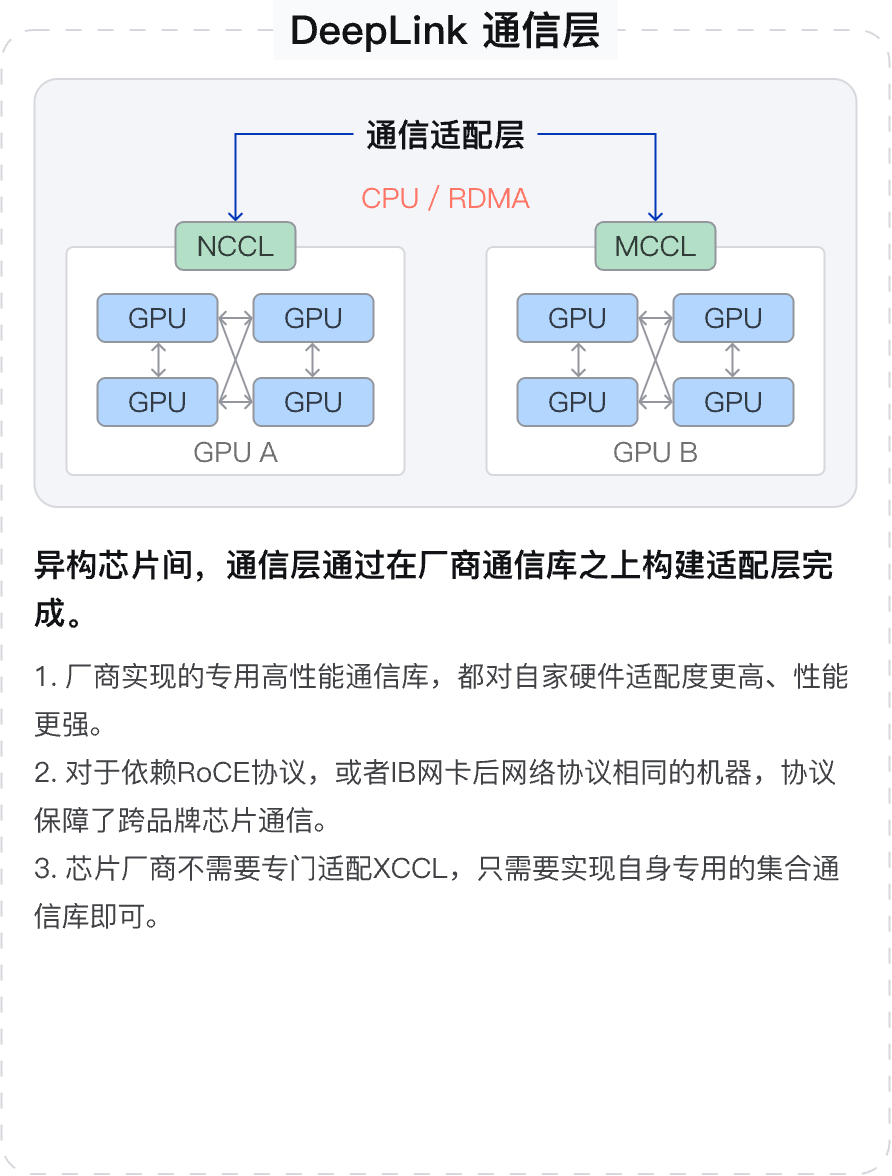 DeepLink 通信层
通信适配层
CPU / RDMA
NCCL
MCCL
GPU
GPU
GPU
GPU
GPU
GPU
GPU
GPU
GPU A
GPU B
异构芯片间，通信层通过在厂商通信库之上构建适配层完
成。
1. 厂商实现的专用高性能通信库，都对自家硬件适配度更高、性能
更强。
2. 对于依赖RoCE协议，或者IB网卡后网络协议相同的机器，协议
保障了跨品牌芯片通信。
3. 芯片厂商不需要专门适配XCCL，只需要实现自身专用的集合通
信库即可。